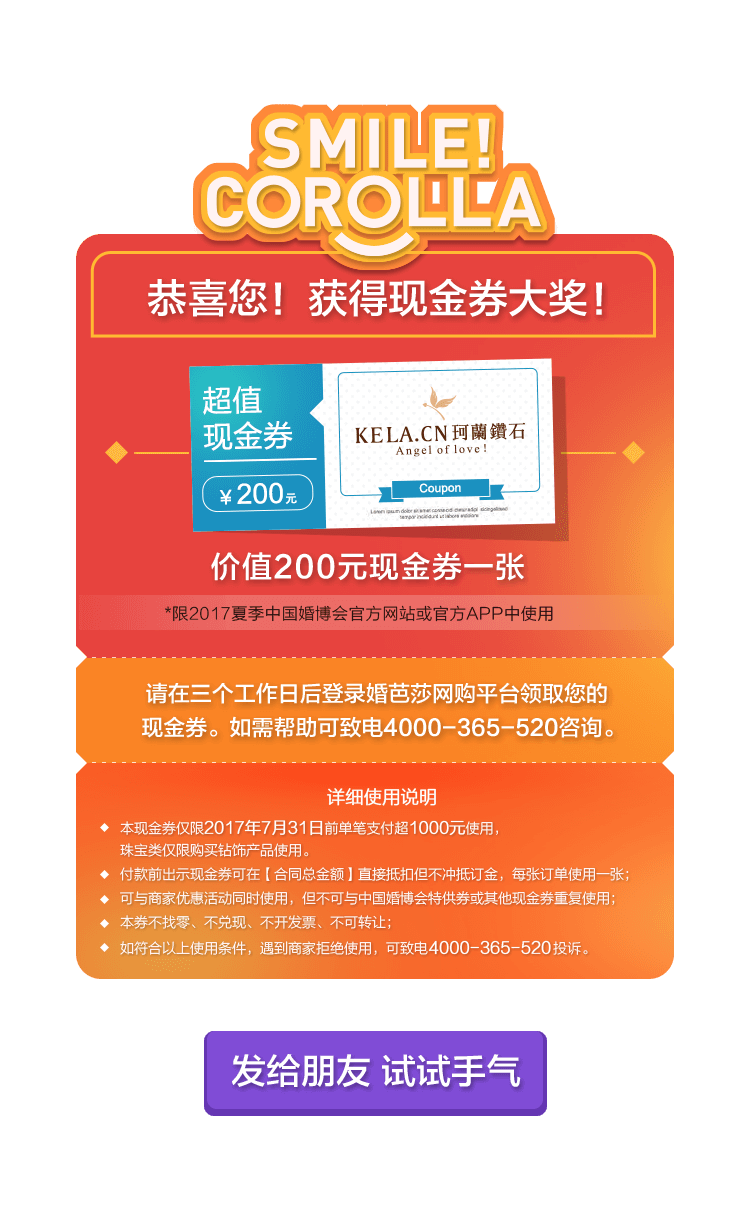 SMILE!
COROLLA
恭喜您！获得现金券大奖！
超值
现金券
￥200元
KELA.CN 珂蘭鑽石
Angel of love!
Coupon
价值200元现金券一张
*限2017夏季中国婚博会官方网站或官方APP中使用
请在三个工作日后登录婚芭莎网购平台领取您的
现金券。如需帮助可致电4000-365-520咨询。
详细使用说明
本现金券仅限2017年7月31日前单笔支付超1000元使用，
珠宝类仅限购买钻饰产品使用。
付款前出示现金券可在【合同总金额】直接抵扣但不冲抵订金，每张订单使用一张；
可与商家优惠活动同时使用，但不可与中国婚博会特供券或其他现金券重复使用；
本券不找零、不兑现、不开发票、不可转让；
如符合以上使用条件，遇到商家拒绝使用，可致电4000-365-520投诉。
发给朋友 试试手气